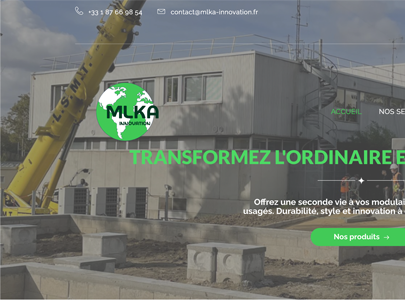 +33 1 87 66 98 54 contact@mlka-innovation.fr
MLKA
INNOVATION
ACCUEIL NOS SE
TRANSFORMEZ L'ORDINAIRE E
Offrez une seconde vie à vos modulai
usagés. Durabilité, style et innovation à
Nos produits →